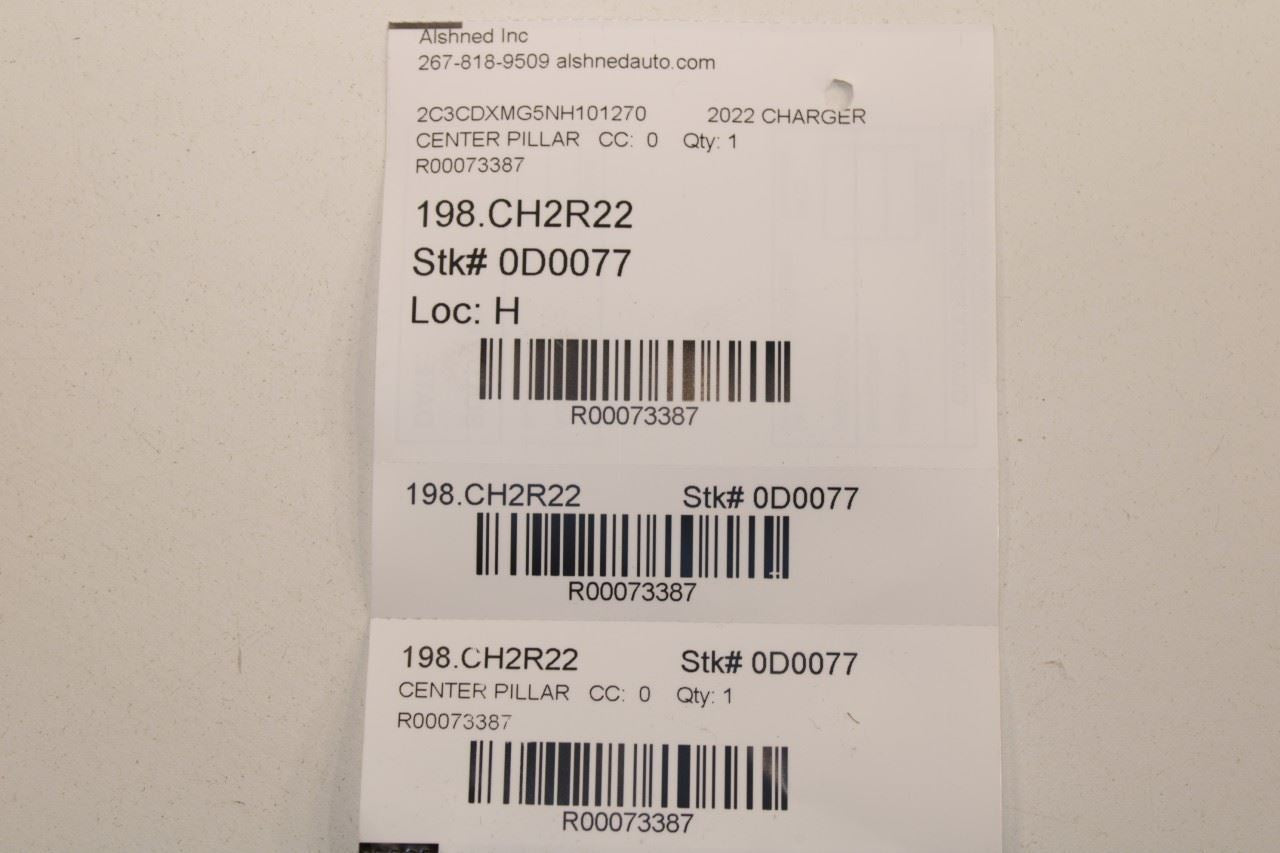 Alshned Inc
267-818-9509 alshnedauto.com
2C3CDXMG5NH101270 2022 CHARGER
CENTER PILLAR CC: 0 Qty: 1
R00073387
198.CH2R22
Stk# 0D0077
Loc: H
R00073387
198.CH2R22 Stk# 0D0077
R00073387
198.CH2R22 Stk# 0D0077
CENTER PILLAR CC: 0 Qty: 1
R00073387
R00073387